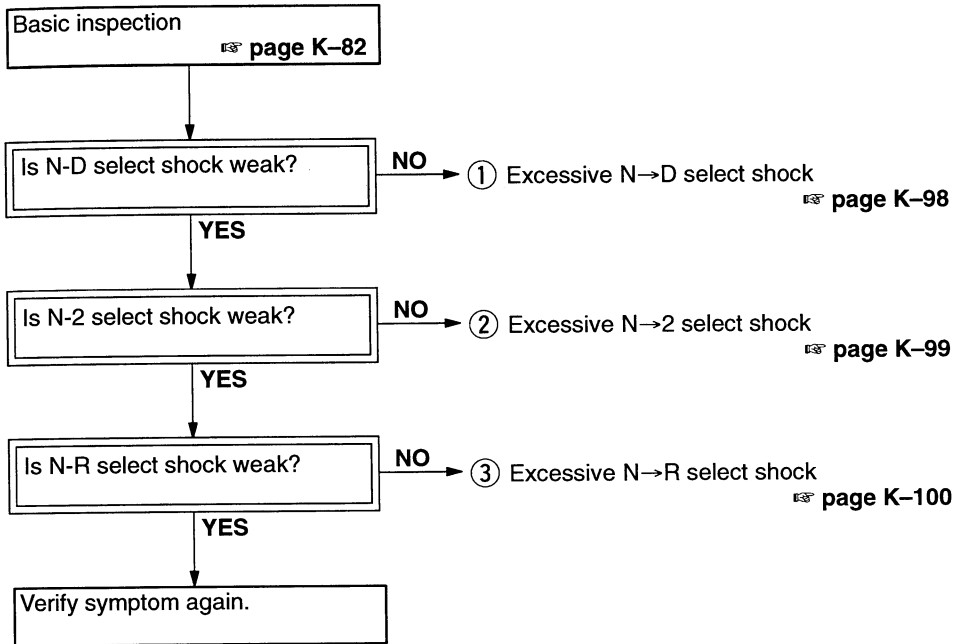 Basic inspection
☞ page K–82
Is N-D select shock weak?
NO
① Excessive N→D select shock
☞ page K–98
YES
Is N-2 select shock weak?
NO
② Excessive N→2 select shock
☞ page K–99
YES
Is N-R select shock weak?
NO
③ Excessive N→R select shock
☞ page K–100
YES
Verify symptom again.